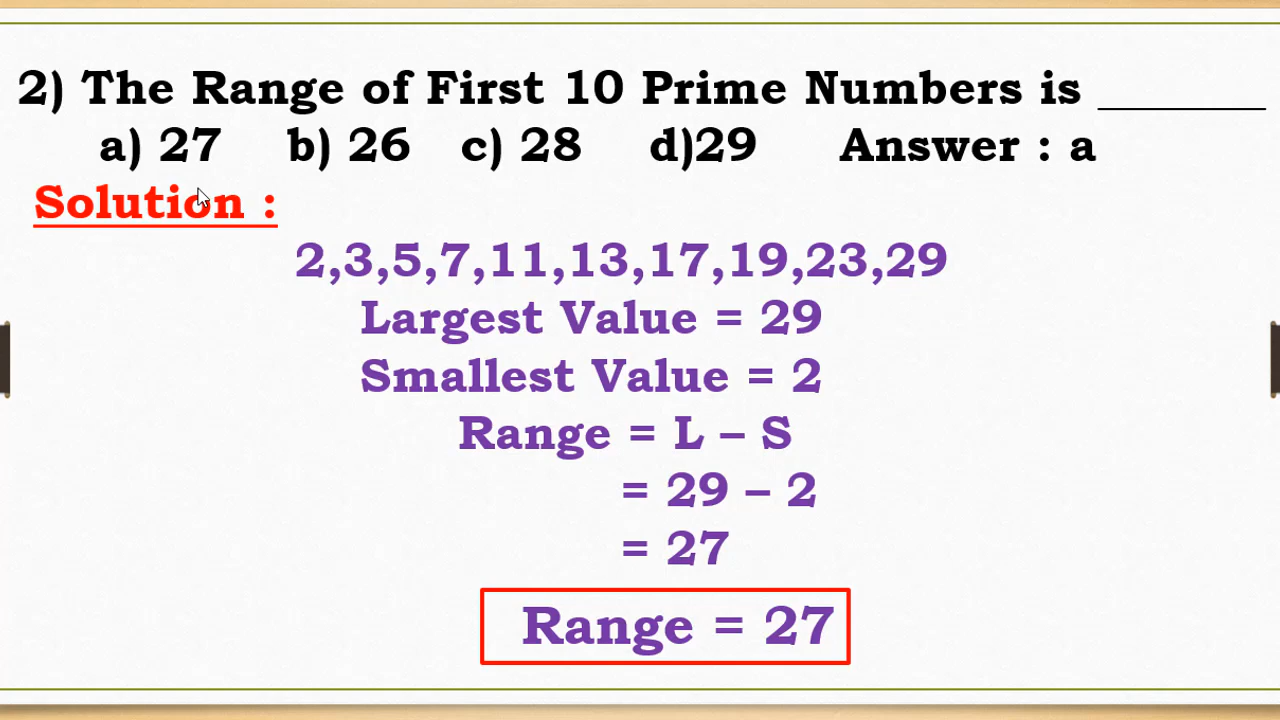 2) The Range of First 10 Prime Numbers is _______
a) 27 b) 26 c) 28 d)29 Answer : a
Solution :
2,3,5,7,11,13,17,19,23,29
Largest Value = 29
Smallest Value = 2
Range = L – S
= 29 – 2
= 27
Range = 27